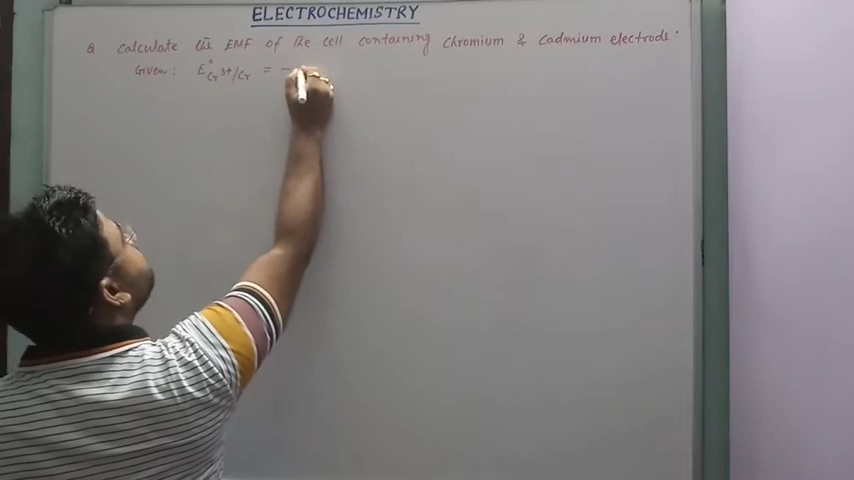 ELECTROCHEMISTRY
Q Calculate the EMF of the cell containing Chromium & Cadmium electrode.
Given : E°Cr3+/Cr = -